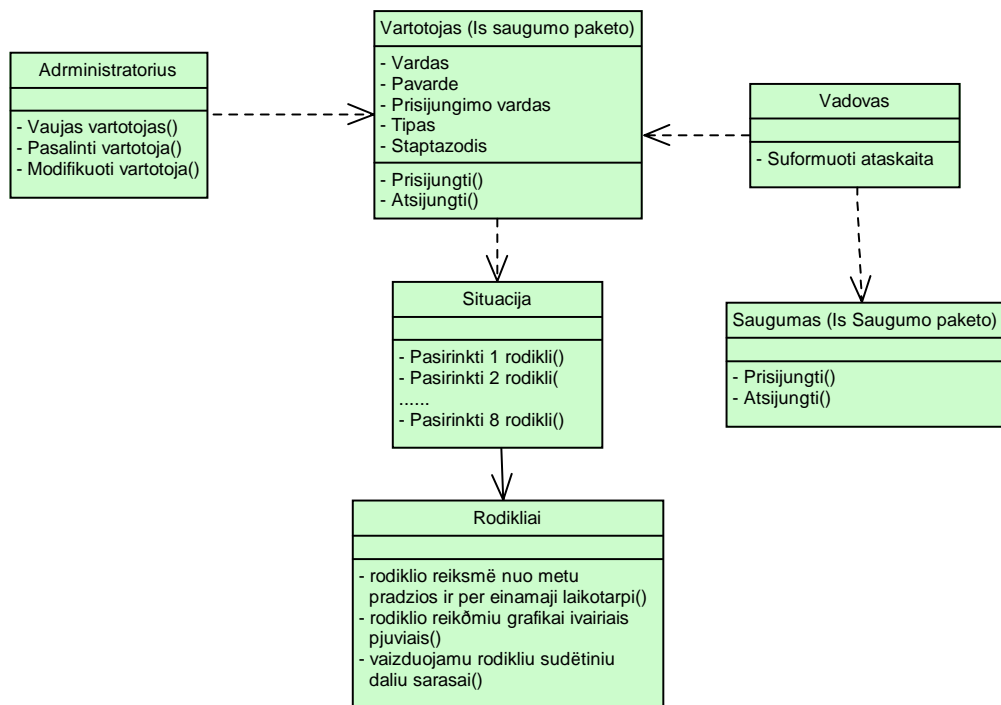 Vartotojas (Is saugumo paketo)
- Vardas
- Pavarde
- Prisijungimo vardas
- Tipas
- Staptazodis
- Prisijungti()
- Atsijungti()
Adrministratorius
- Vaujas vartotojas()
- Pasalinti vartotoja()
- Modifikuoti vartotoja()
Vadovas
- Suformuoti ataskaita
Situacija
- Pasirinkti 1 rodikli()
- Pasirinkti 2 rodikli(
......
- Pasirinkti 8 rodikli()
Saugumas (Is Saugumo paketo)
- Prisijungti()
- Atsijungti()
Rodikliai
- rodiklio reiksmë nuo metu
pradzios ir per einamaji laikotarpi()
- rodiklio reikðmiu grafikai ivairiais
pjuviais()
- vaizduojamu rodikliu sudëtiniu
daliu sarasai()